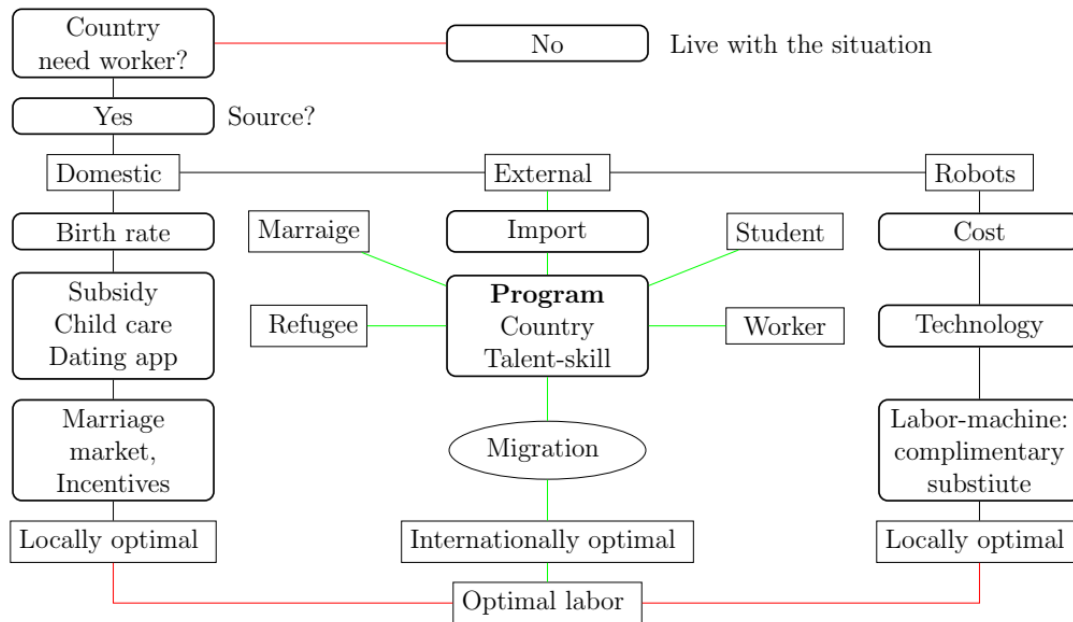 Country
need worker?
No
Live with the situation
Yes
Source?
Domestic
External
Robots
Birth rate
Marraige
Import
Student
Cost
Subsidy
Child care
Dating app
Refugee
Program
Country
Talent-skill
Worker
Technology
Marriage
market,
Incentives
Migration
Labor-machine:
complimentary
substiute
Locally optimal
Internationally optimal
Locally optimal
Optimal labor